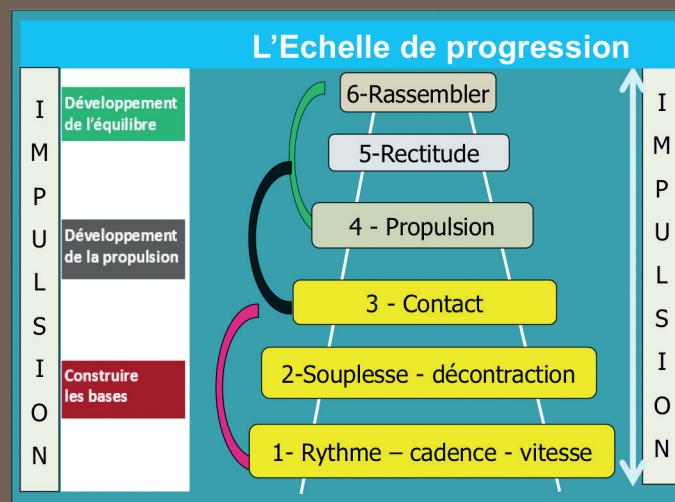 L'Echelle de progression
I
M
P
U
L
S
I
O
N
Développement
de l'équilibre
Développement
de la propulsion
Construire
les bases
6-Rassembler
5-Rectitude
4 - Propulsion
3 - Contact
2-Souplesse - décontraction
1- Rythme – cadence - vitesse
I
M
P
U
L
S
I
O
N